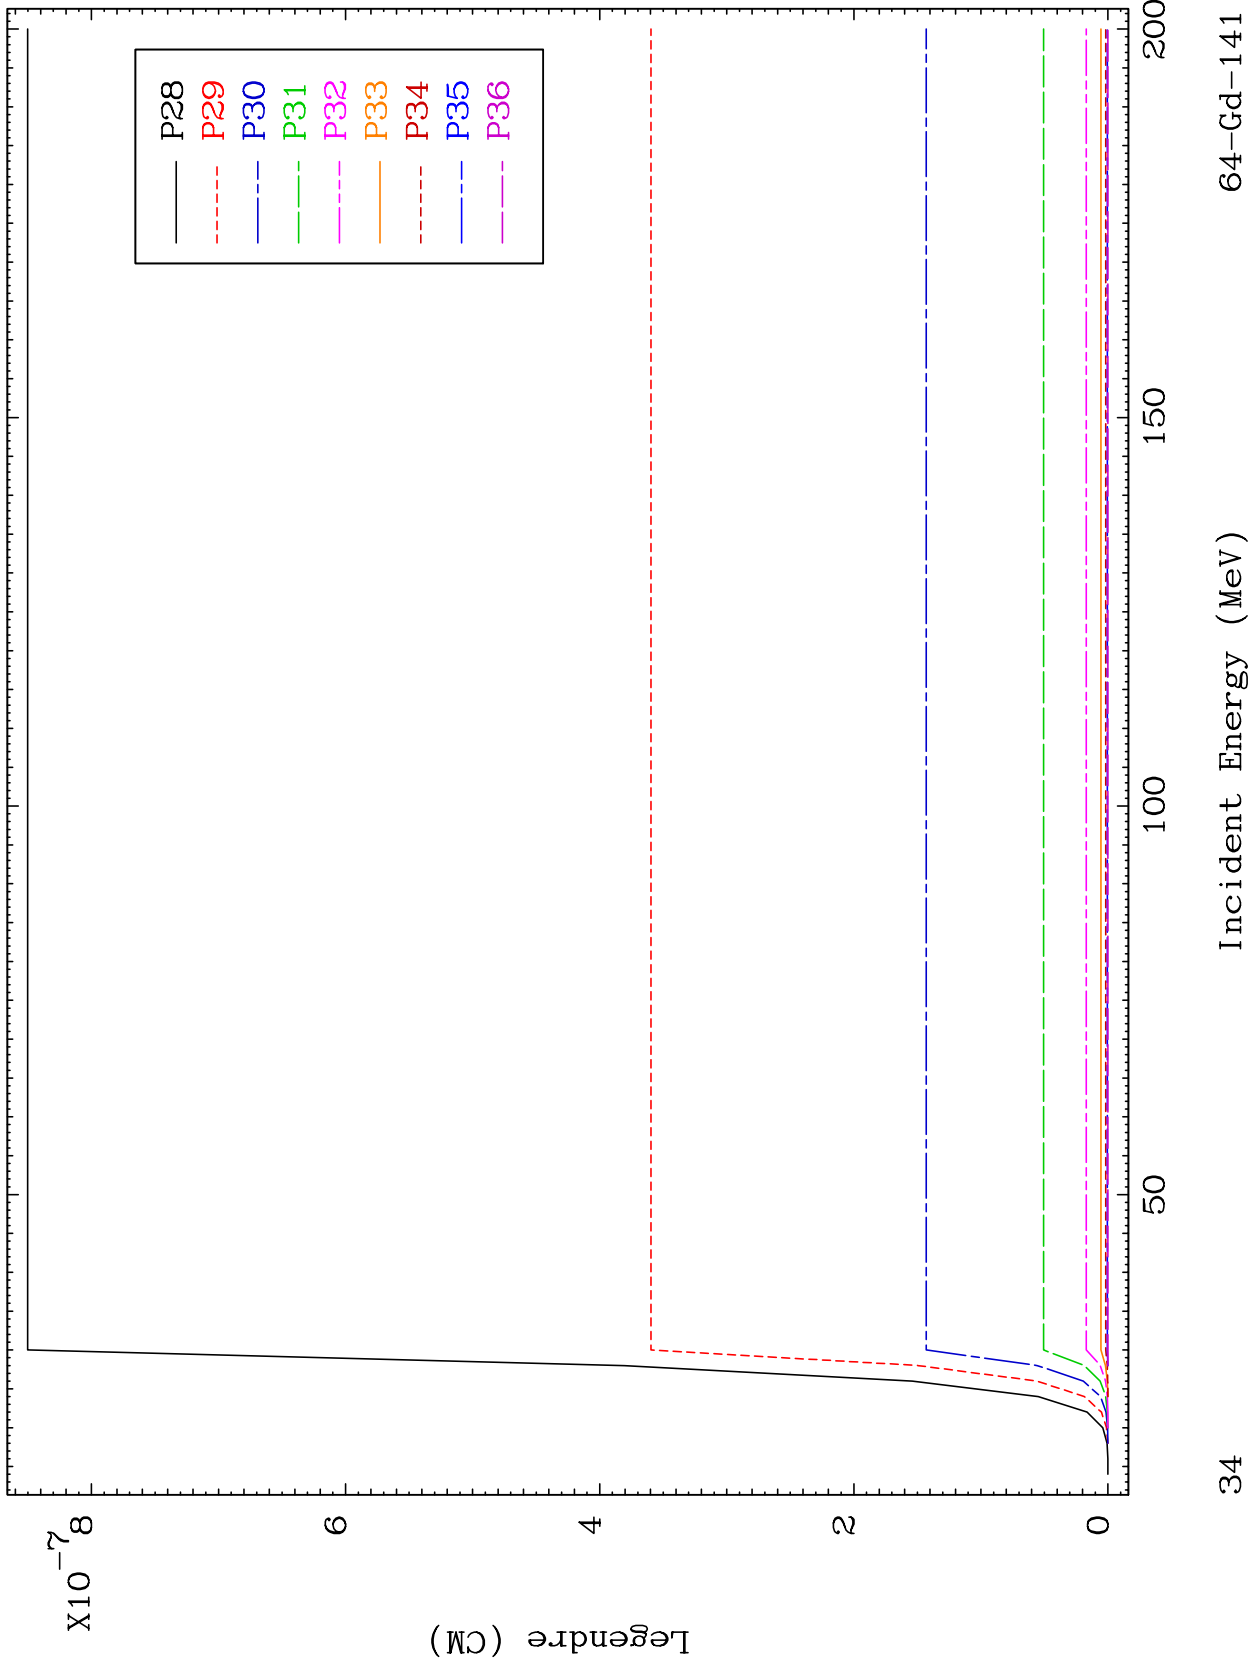 X10-7
8
6
4
2
0
Legendre (CM)
P28
P29
P30
P31
P32
P33
P34
P35
P36
50
100
150
200
34
Incident Energy (MeV)
64-Gd-141